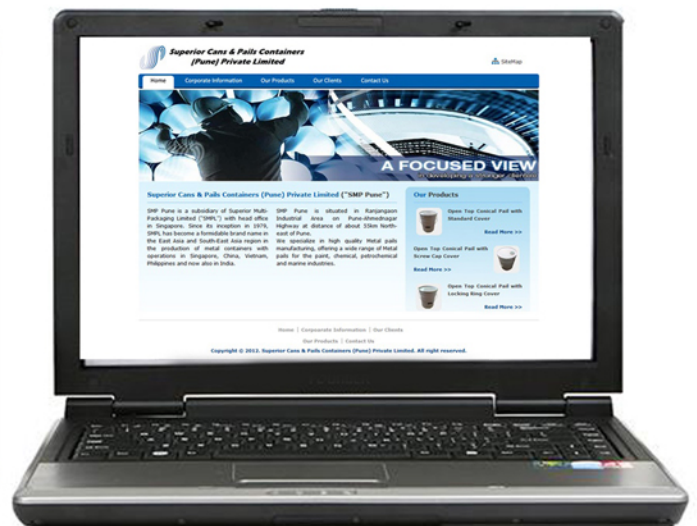 Superior Cans & Pails Containers
(Pune) Private Limited
SiteMap
Home Corporate Information Our Products Our Clients Contact Us
A FOCUSED VIEW
Superior Cans & Pails Containers (Pune) Private Limited ("SMP Pune")
SMP Pune is a subsidiary of Superior Multi-
Packaging Limited ("SMPL") with head office
in Singapore. Since its inception in 1979,
SMPL has become a formidable brand name in
the East Asia and South-East Asia region in
the production of metal containers with
operations in Singapore, China, Vietnam,
Philippines and now also in India.
SMP Pune is situated in Ranjangaon
Industrial Area on Pune-Ahmednagar
Highway at distance of about 55km North-
east of Pune.
We specialize in high quality Metal pails
manufacturing, offering a wide range of Metal
pails for the paint, chemical, petrochemical
and marine industries.
Our Products
Open Top Conical Pail with
Standard Cover
Read More >>
Open Top Conical Pail with
Screw Cap Cover
Read More >>
Open Top Conical Pail with
Locking Ring Cover
Read More >>
Home | Corporate Information | Our Clients
Our Products | Contact Us
Copyright © 2012. Superior Cans & Pails Containers (Pune) Private Limited. All right reserved.